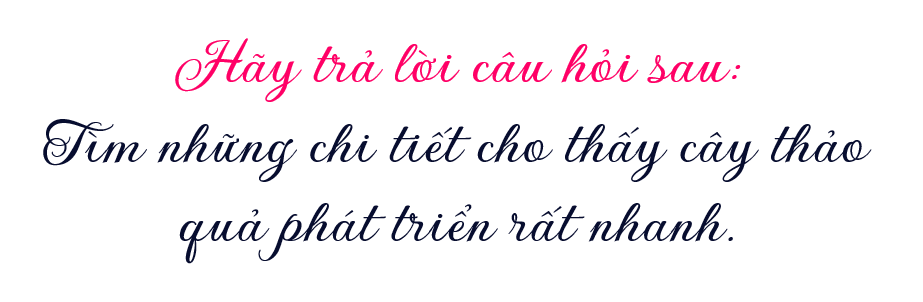 Hãy trả lời câu hỏi sau:
Tìm những chi tiết cho thấy cây thảo
quả phát triển rất nhanh.